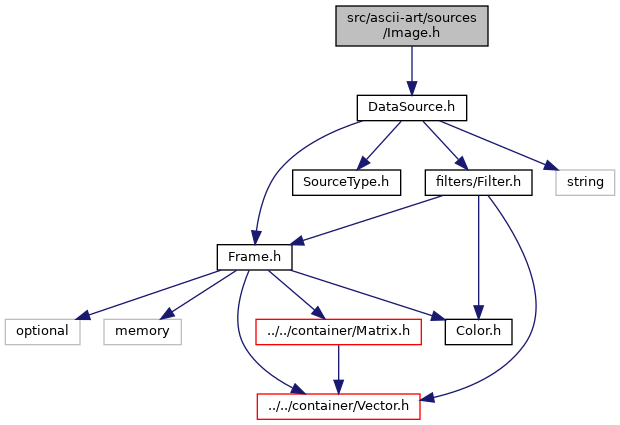 src/ascii-art/sources
/Image.h
DataSource.h
SourceType.h
filters/Filter.h
string
Frame.h
optional
memory
../../container/Matrix.h
Color.h
../../container/Vector.h